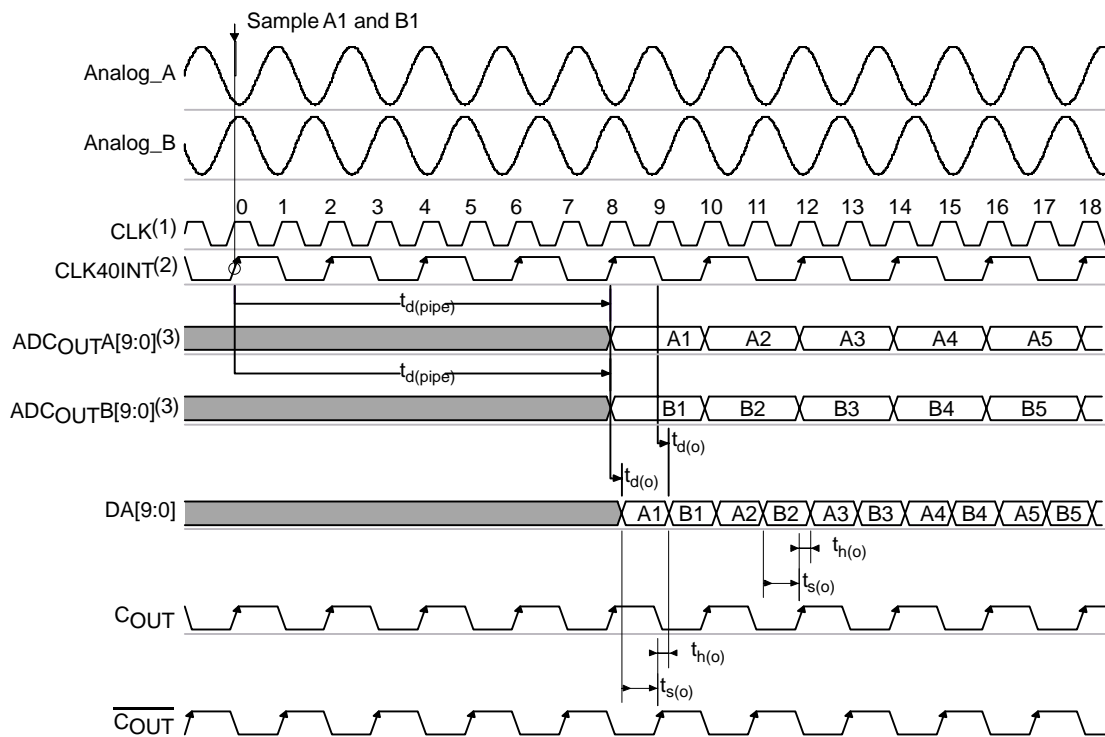 Sample A1 and B1
Analog_A
Analog_B
0 1 2 3 4 5 6 7 8 9 10 11 12 13 14 15 16 17 18
CLK(1)
CLK40INT(2)
td(pipe)
ADCOUTA[9:0](3) A1 A2 A3 A4 A5
td(pipe)
ADCOUTB[9:0](3) B1 B2 B3 B4 B5
td(o)
td(o)
DA[9:0] A1 B1 A2 B2 A3 B3 A4 B4 A5 B5
th(o)
ts(o)
COUT
th(o)
ts(o)
C̅O̅U̅T̅